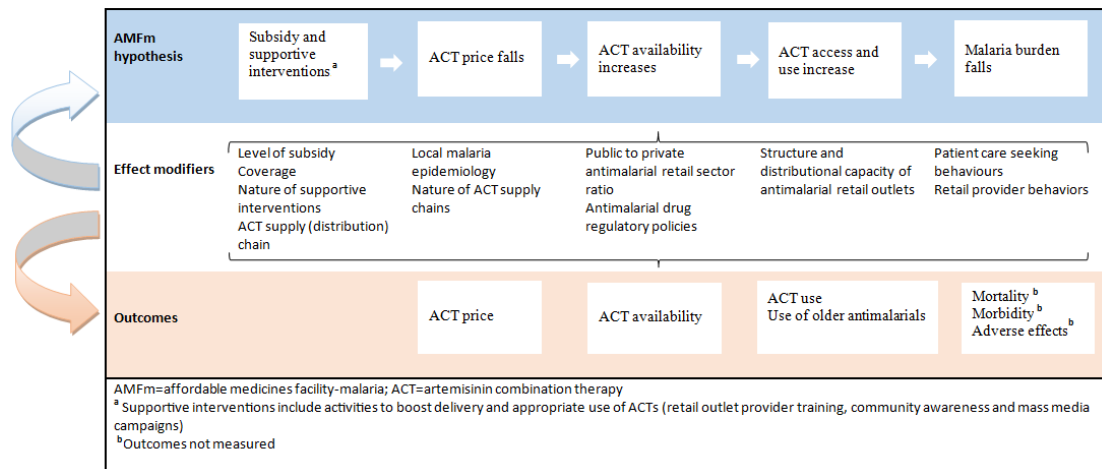 AMFm hypothesis
Subsidy and supportive interventions a
ACT price falls
ACT availability increases
ACT access and use increase
Malaria burden falls
Effect modifiers
Level of subsidy
Coverage
Nature of supportive interventions
ACT supply (distribution) chain
Local malaria epidemiology
Nature of ACT supply chains
Public to private antimalarial retail sector ratio
Antimalarial drug regulatory policies
Structure and distributional capacity of antimalarial retail outlets
Patient care seeking behaviours
Retail provider behaviors
Outcomes
ACT price
ACT availability
ACT use
Use of older antimalarials
Mortality b
Morbidity b
Adverse effects b
AMFm=affordable medicines facility-malaria; ACT=artemisinin combination therapy
a Supportive interventions include activities to boost delivery and appropriate use of ACTs (retail outlet provider training, community awareness and mass media
campaigns)
b Outcomes not measured